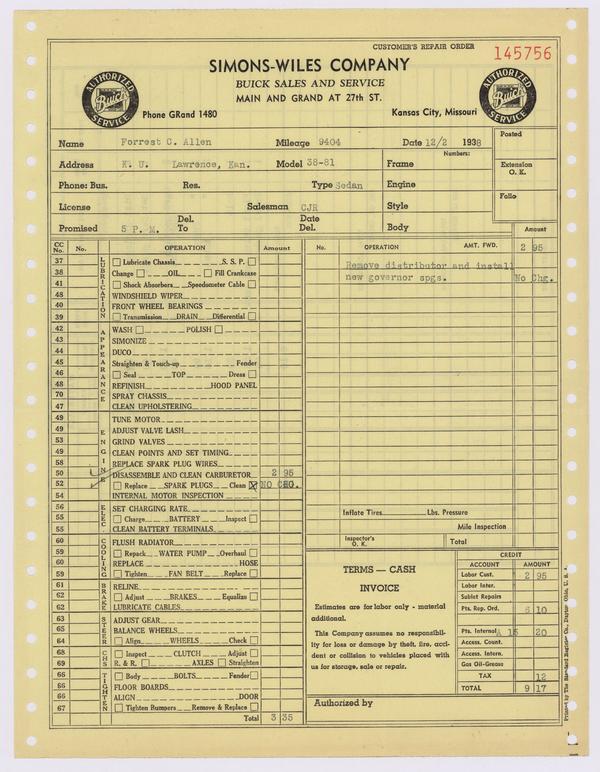 CUSTOMER'S REPAIR ORDER 145756
SIMONS-WILES COMPANY
BUICK SALES AND SERVICE
MAIN AND GRAND AT 27th ST.
AUTHORIZED Buick SERVICE
AUTHORIZED Buick SERVICE
Phone GRand 1480 Kansas City, Missouri
Name Forrest C. Allen Mileage 9404 Date 12/2 1938 Posted
Address K. U. Lawrence, Kan. Model 38-81 Frame Numbers: Extension O. K.
Phone: Bus. Res. Type Sedan Engine
Folio
License Salesman CJR Style
Promised 5 P. M. Del. To Date Del. Body Amount
CC No. No. OPERATION Amount No. OPERATION AMT. FWD. 2 95
LUBRICATION
37 Lubricate Chassis S. S. P. Remove distributor and install
38 Change OIL Fill Crankcase new governor spgs. No Chg.
41 Shock Absorbers Speedometer Cable
48 WINDSHIELD WIPER
40 FRONT WHEEL BEARINGS
39 Transmission DRAIN Differential
APPEARANCE
42 WASH POLISH
43 SIMONIZE
44 DUCO
45 Straighten & Touch-up Fender
46 Seal TOP Dress
48 REFINISH HOOD PANEL
70 SPRAY CHASSIS
47 CLEAN UPHOLSTERING
ENGINE
49 TUNE MOTOR
49 ADJUST VALVE LASH
53 GRIND VALVES
49 CLEAN POINTS AND SET TIMING
58 REPLACE SPARK PLUG WIRES
50 DISASSEMBLE AND CLEAN CARBURETOR 2 95
52 Replace SPARK PLUGS Clean NO CHG.
54 INTERNAL MOTOR INSPECTION
ELEC.
56 SET CHARGING RATE Inflate Tires Lbs. Pressure
55 Charge BATTERY Inspect
55 CLEAN BATTERY TERMINALS Mile Inspection
COOLING
60 FLUSH RADIATOR Inspector's O. K. Total
59 Repack WATER PUMP Overhaul
60 REPLACE HOSE
59 Tighten FAN BELT Replace
BRAKE
61 RELINE
62 Adjust BRAKES Equalize
62 LUBRICATE CABLES
STEER
63 ADJUST GEAR
65 BALANCE WHEELS
64 Align WHEELS Check
CHS
68 Inspect CLUTCH Adjust
69 R. & R. AXLES Straighten
TIGHTEN
66 Body BOLTS Fender
66 FLOOR BOARDS
66 ALIGN DOOR
67 Tighten Bumpers Remove & Replace
Total 3 35
TERMS — CASH
INVOICE
Estimates are for labor only - material
additional.
This Company assumes no responsibil-
ity for loss or damage by theft, fire, acci-
dent or collision to vehicles placed with
us for storage, sale or repair.
Authorized by
CREDIT
ACCOUNT AMOUNT
Labor Cust. 2 95
Labor Inter.
Sublet Repairs
Pts. Rep. Ord. 6 10
Pts. Internal 20
Access. Count.
Access. Intern.
Gas Oil-Grease
TAX 12
TOTAL 9 17